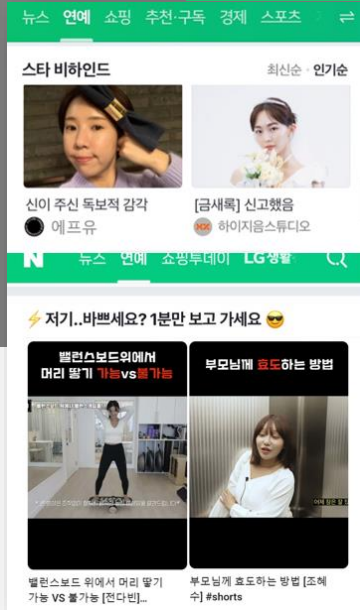 뉴스 연예 쇼핑 추천·구독 경제 스포츠
스타 비하인드
최신순 · 인기순
신이 주신 독보적 감각
에프유
[금새록] 신고했음
하이지음스튜디오
N 뉴스 연예 쇼핑투데이 LG생활
⚡저기..바쁘세요? 1분만 보고 가세요 😎
밸런스보드위에서
머리 땋기 가능vs불가능
부모님께 효도하는 방법
밸런스보드 위에서 머리 땋기
가능 VS 불가능 [전다빈]...
부모님께 효도하는 방법 [조혜
수] #shorts